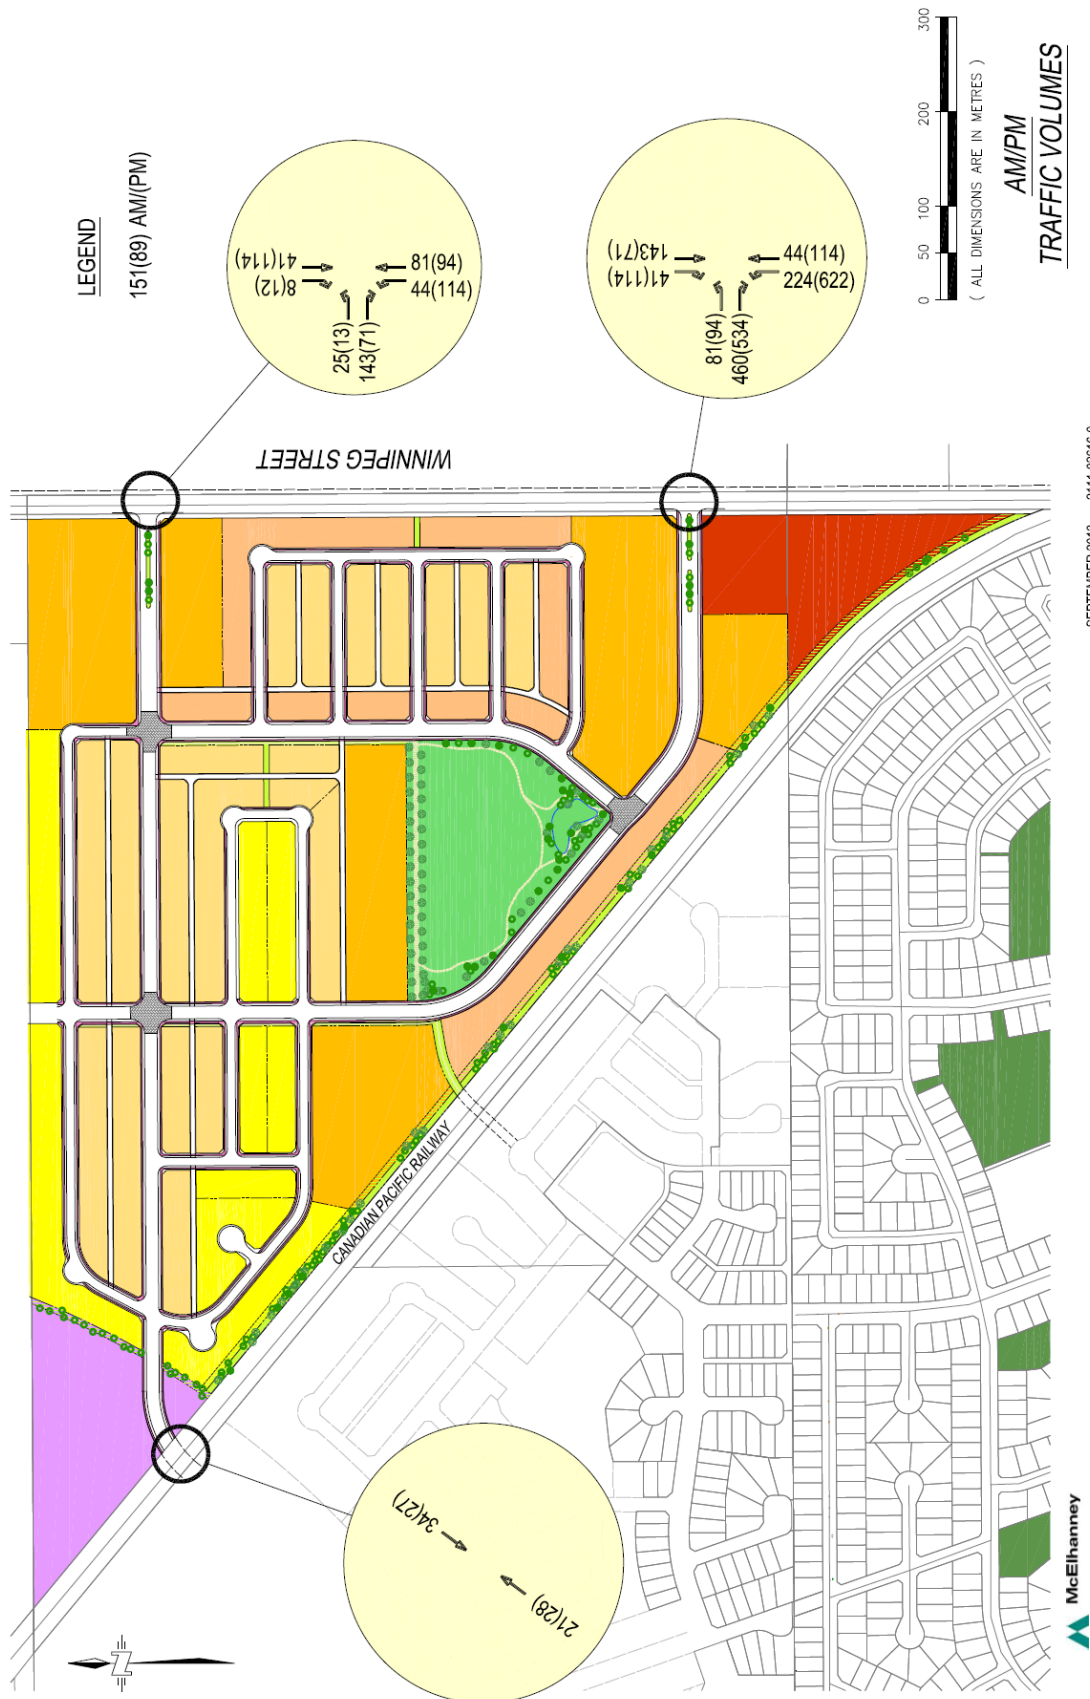 LEGEND
151(89) AM/(PM)
41(114)
8(12)
81(94)
44(114)
25(13)
143(71)
143(71)
41(114)
44(114)
224(622)
81(94)
460(534)
0 50 100 200 300
( ALL DIMENSIONS ARE IN METRES )
AM/PM
TRAFFIC VOLUMES
WINNIPEG STREET
CANADIAN PACIFIC RAILWAY
34(27)
21(28)
N
McElhanney